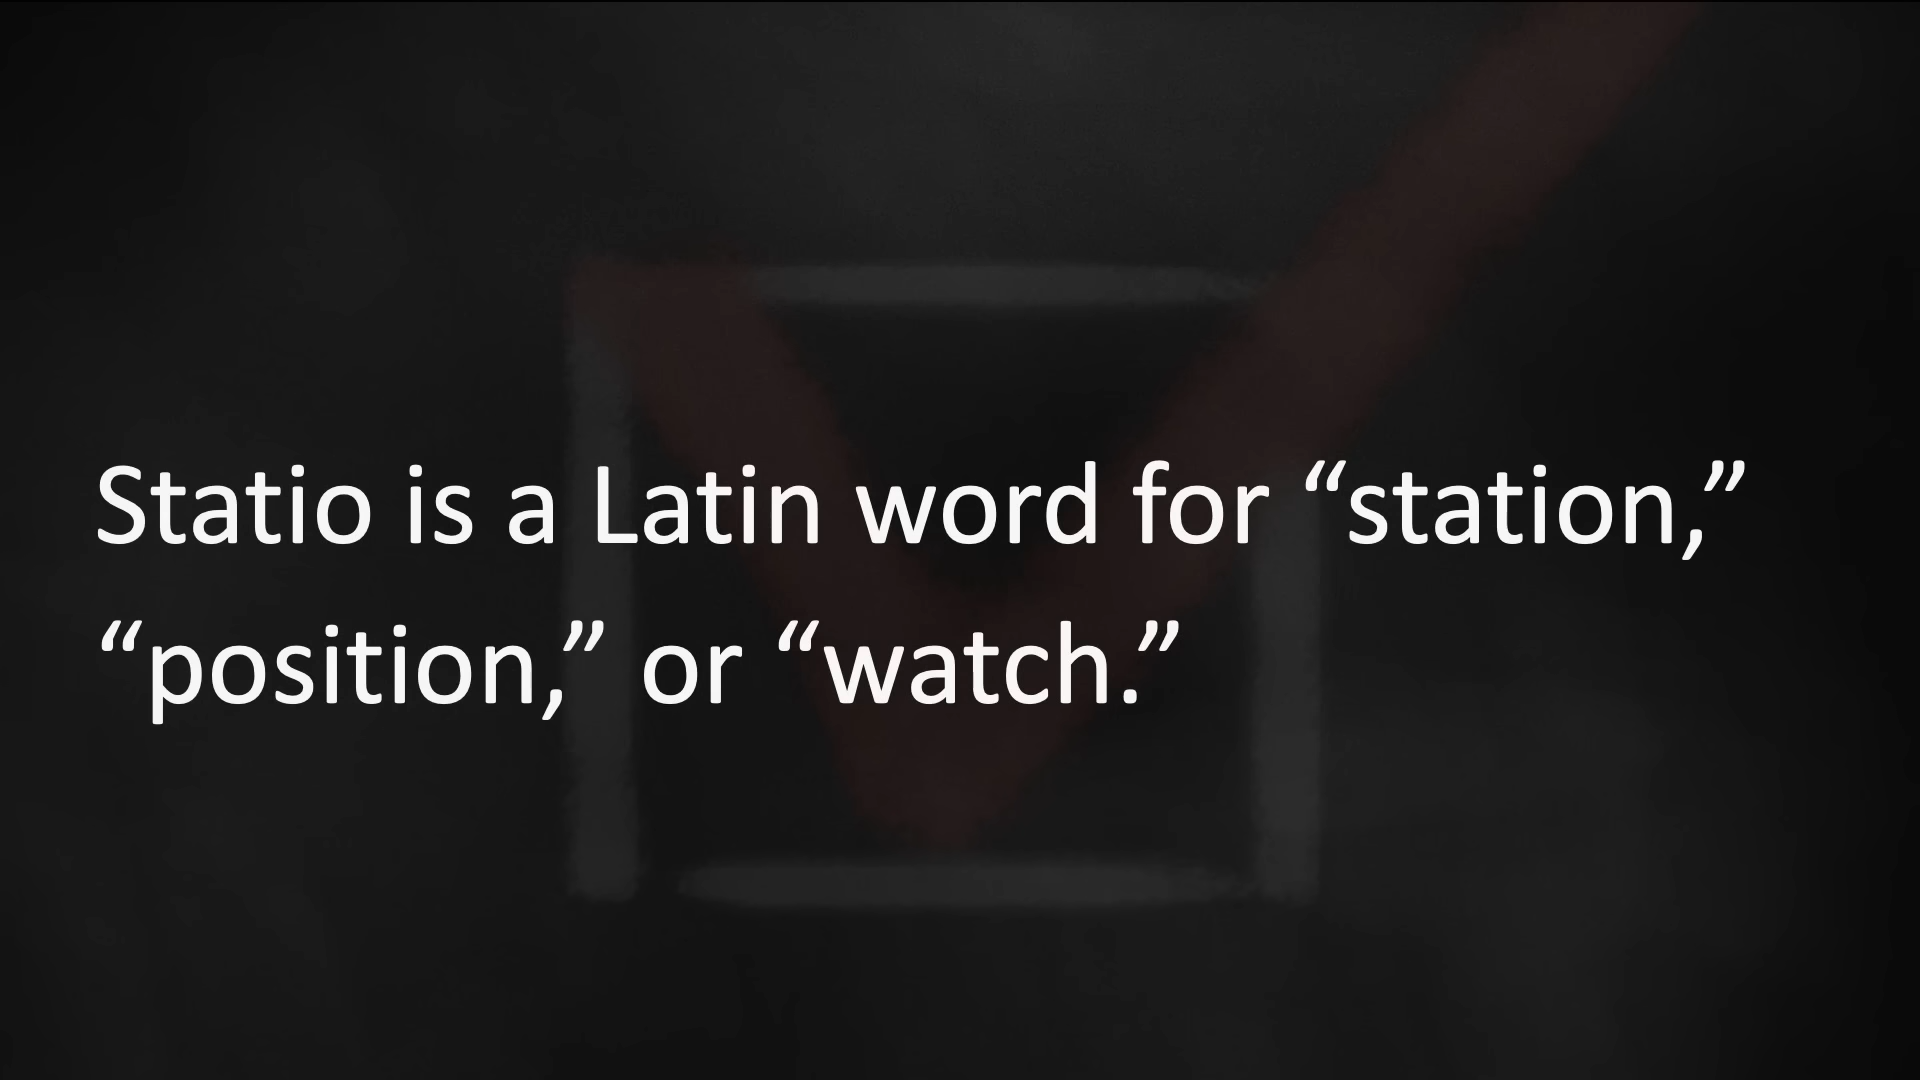 Statio is a Latin word for “station,”
“position,” or “watch.”